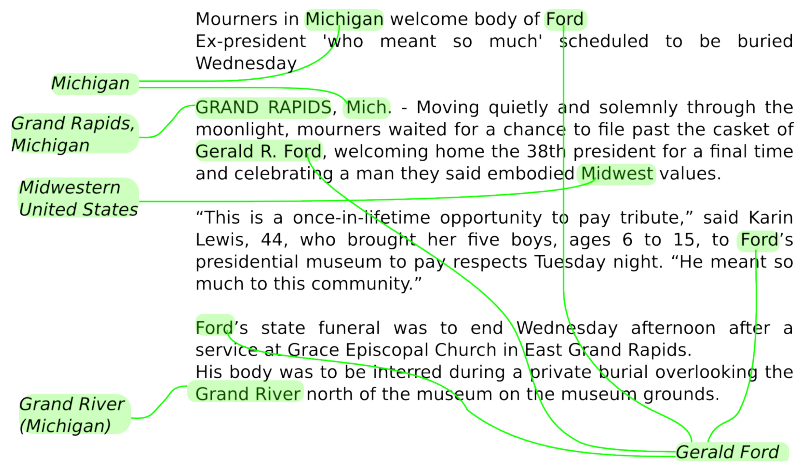 Mourners in Michigan welcome body of Ford
Ex-president 'who meant so much' scheduled to be buried
Wednesday
Michigan
GRAND RAPIDS, Mich. - Moving quietly and solemnly through the
Grand Rapids,
Michigan
moonlight, mourners waited for a chance to file past the casket of
Gerald R. Ford, welcoming home the 38th president for a final time
and celebrating a man they said embodied Midwest values.
Midwestern
United States
“This is a once-in-lifetime opportunity to pay tribute,” said Karin
Lewis, 44, who brought her five boys, ages 6 to 15, to Ford’s
presidential museum to pay respects Tuesday night. “He meant so
much to this community.”
Ford’s state funeral was to end Wednesday afternoon after a
service at Grace Episcopal Church in East Grand Rapids.
His body was to be interred during a private burial overlooking the
Grand River north of the museum on the museum grounds.
Grand River
(Michigan)
Gerald Ford